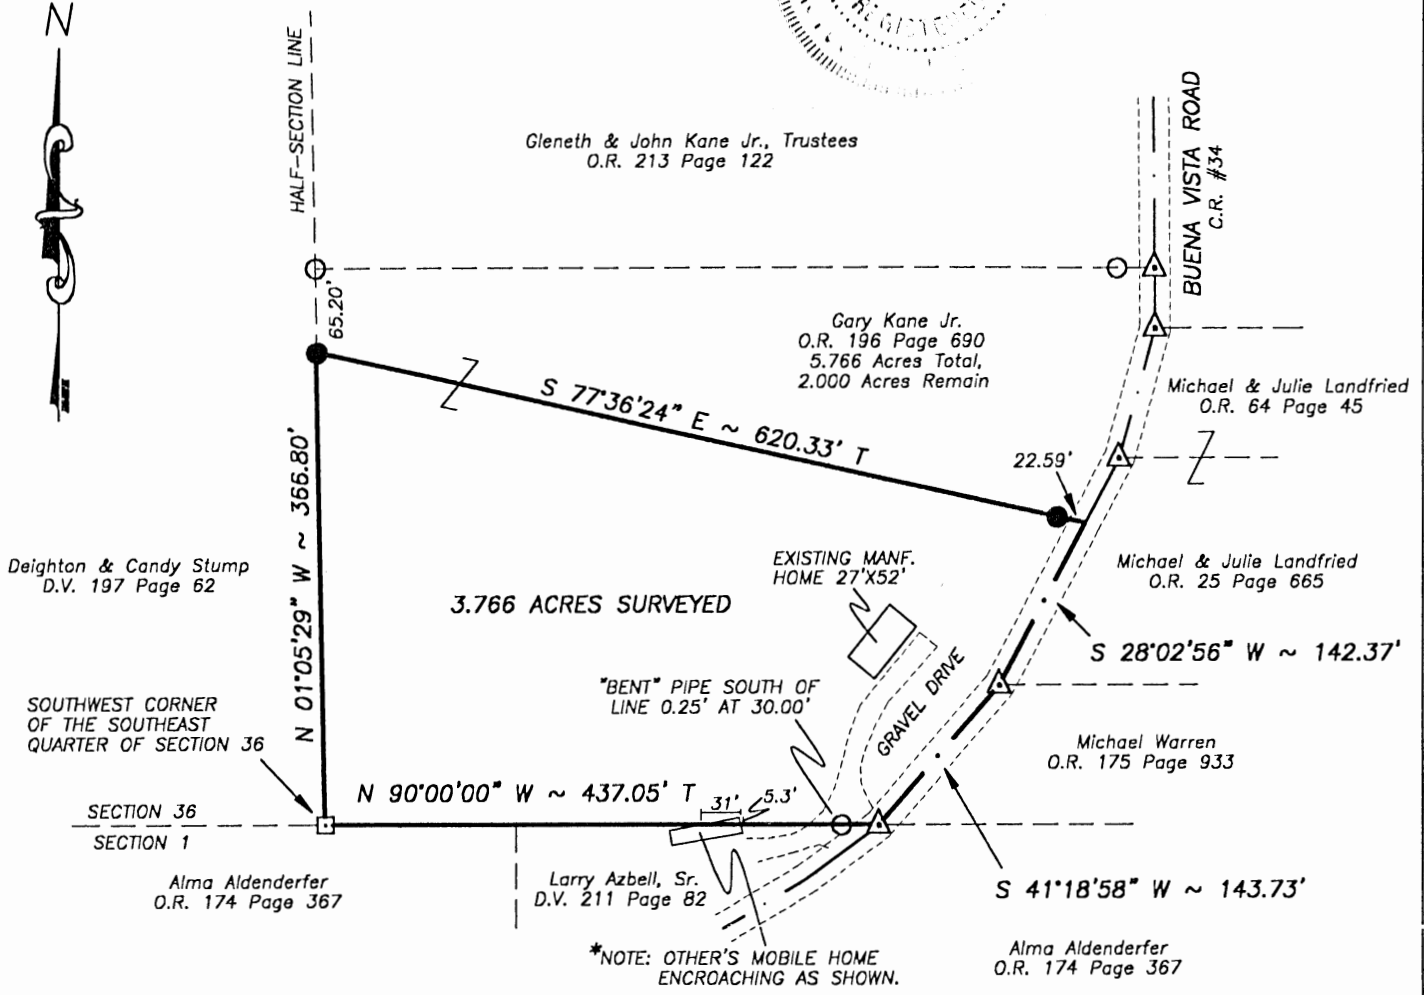 N
REGISTERED
HALF-SECTION LINE
Gleneth & John Kane Jr., Trustees
O.R. 213 Page 122
BUENA VISTA ROAD
C.R. #34
65.20'
Gary Kane Jr.
O.R. 196 Page 690
5.766 Acres Total,
2.000 Acres Remain
Michael & Julie Landfried
O.R. 64 Page 45
S 77°36'24" E ~ 620.33' T
22.59'
N 01°05'29" W ~ 366.80'
Deighton & Candy Stump
D.V. 197 Page 62
EXISTING MANF.
HOME 27'X52'
Michael & Julie Landfried
O.R. 25 Page 665
3.766 ACRES SURVEYED
S 28°02'56" W ~ 142.37'
"BENT" PIPE SOUTH OF
LINE 0.25' AT 30.00'
GRAVEL DRIVE
SOUTHWEST CORNER
OF THE SOUTHEAST
QUARTER OF SECTION 36
Michael Warren
O.R. 175 Page 933
N 90°00'00" W ~ 437.05' T
31'
5.3'
SECTION 36
SECTION 1
Alma Aldenderfer
O.R. 174 Page 367
Larry Azbell, Sr.
D.V. 211 Page 82
S 41°18'58" W ~ 143.73'
*NOTE: OTHER'S MOBILE HOME
ENCROACHING AS SHOWN.
Alma Aldenderfer
O.R. 174 Page 367